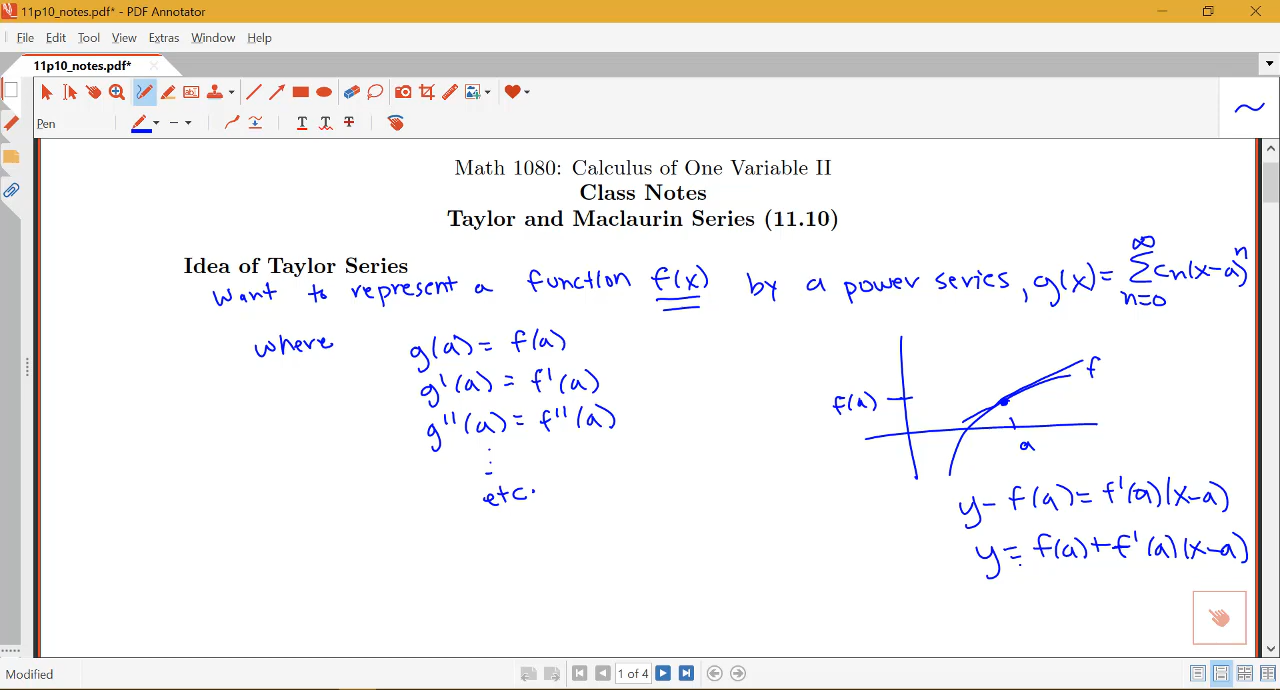 11p10_notes.pdf* - PDF Annotator
File Edit Tool View Extras Window Help
11p10_notes.pdf*
Pen
Math 1080: Calculus of One Variable II
Class Notes
Taylor and Maclaurin Series (11.10)
Idea of Taylor Series
Want to represent a function f(x) by a power series, g(x) = ∑_{n=0}^{∞} cn(x-a)^n
where g(a) = f(a)
g'(a) = f'(a)
g''(a) = f''(a)
⋮
etc.
f
f(a)
a
y - f(a) = f'(a)(x-a)
y = f(a) + f'(a)(x-a)
Modified
1 of 4